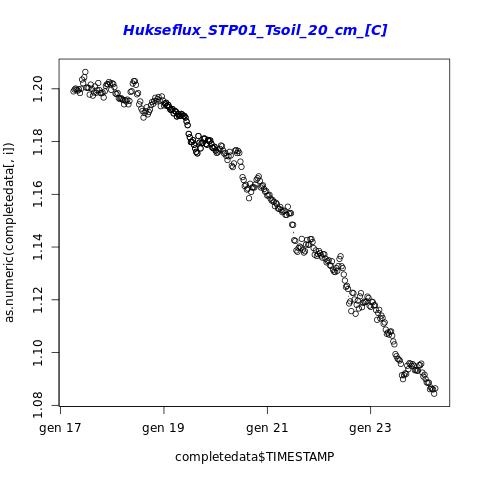 Hukseflux_STP01_Tsoil_20_cm_[C]
as.numeric(completedata[, i])
1.20
1.18
1.16
1.14
1.12
1.10
1.08
gen 17
gen 19
gen 21
gen 23
completedata$TIMESTAMP